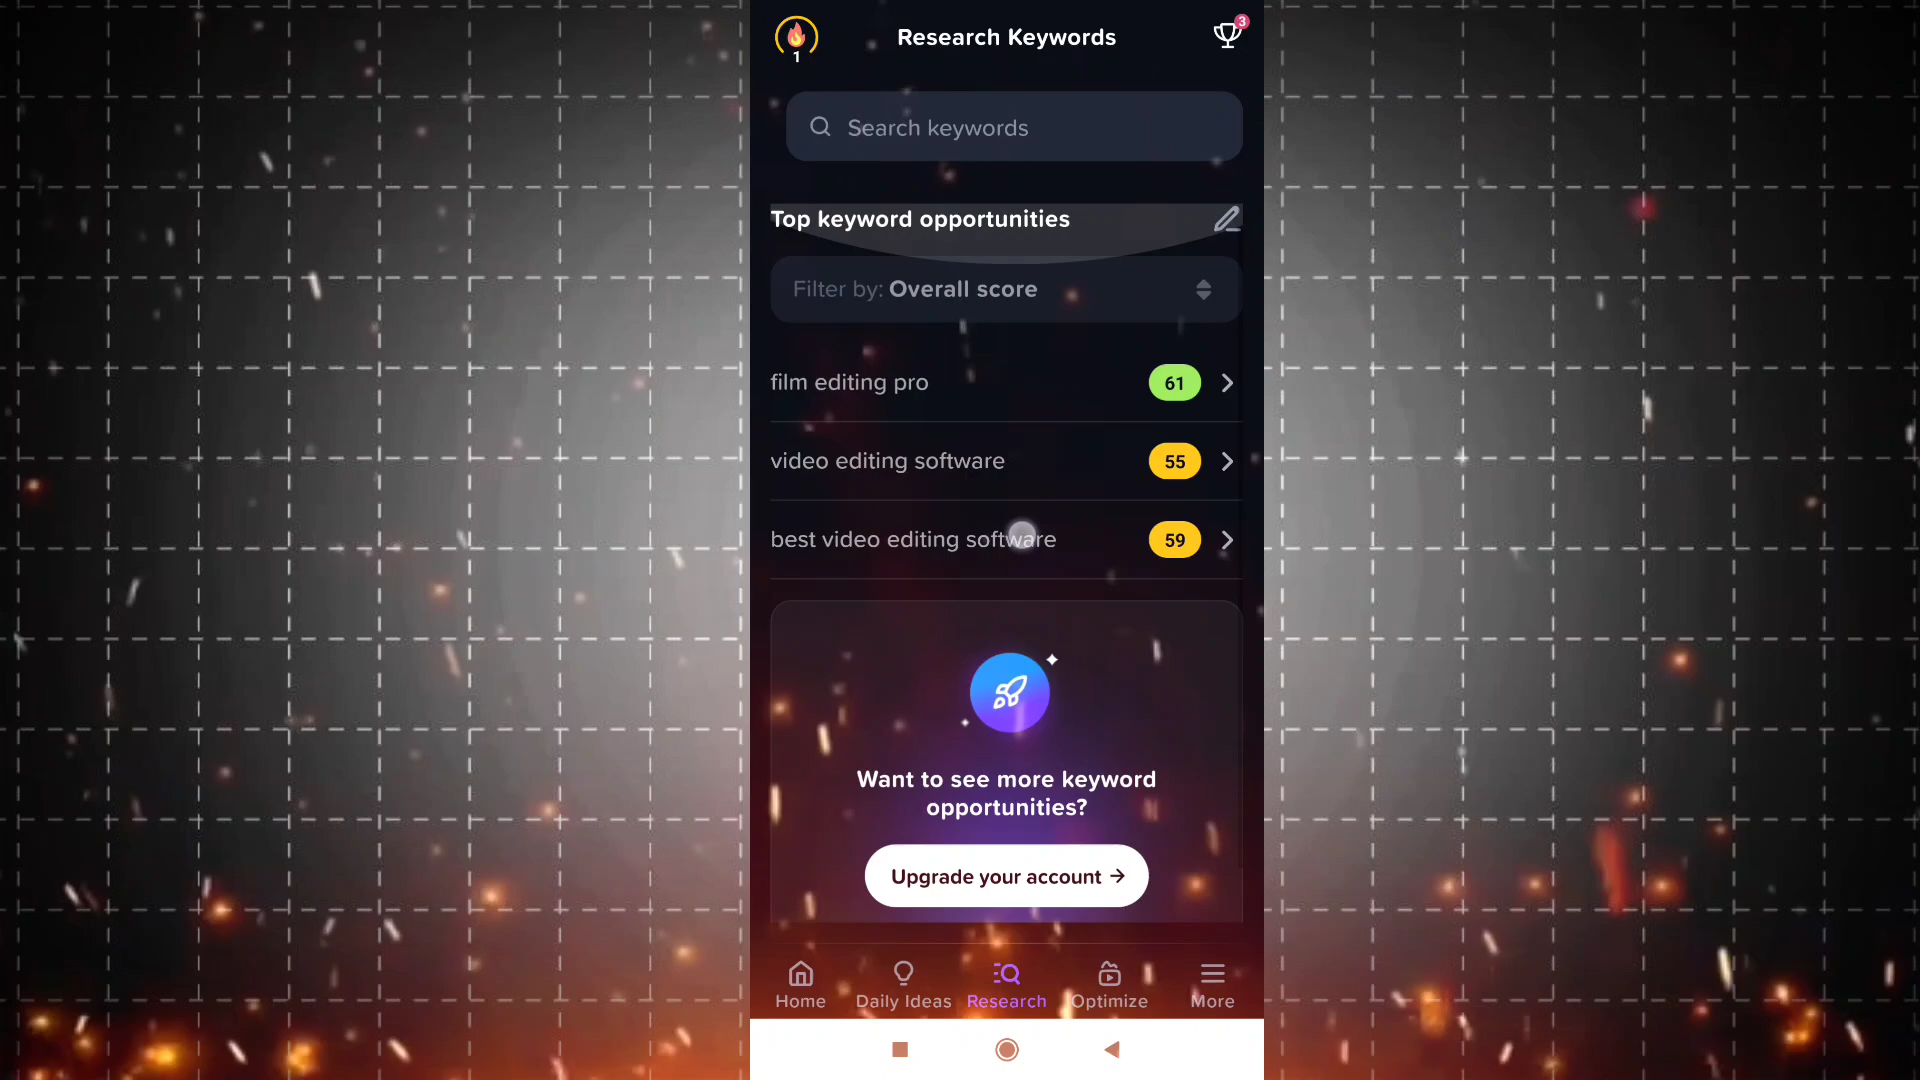 1
Research Keywords
3
Search keywords
Top keyword opportunities
Filter by: Overall score
film editing pro 61
video editing software 55
best video editing software 59
Want to see more keyword
opportunities?
Upgrade your account →
Home Daily Ideas Research Optimize More